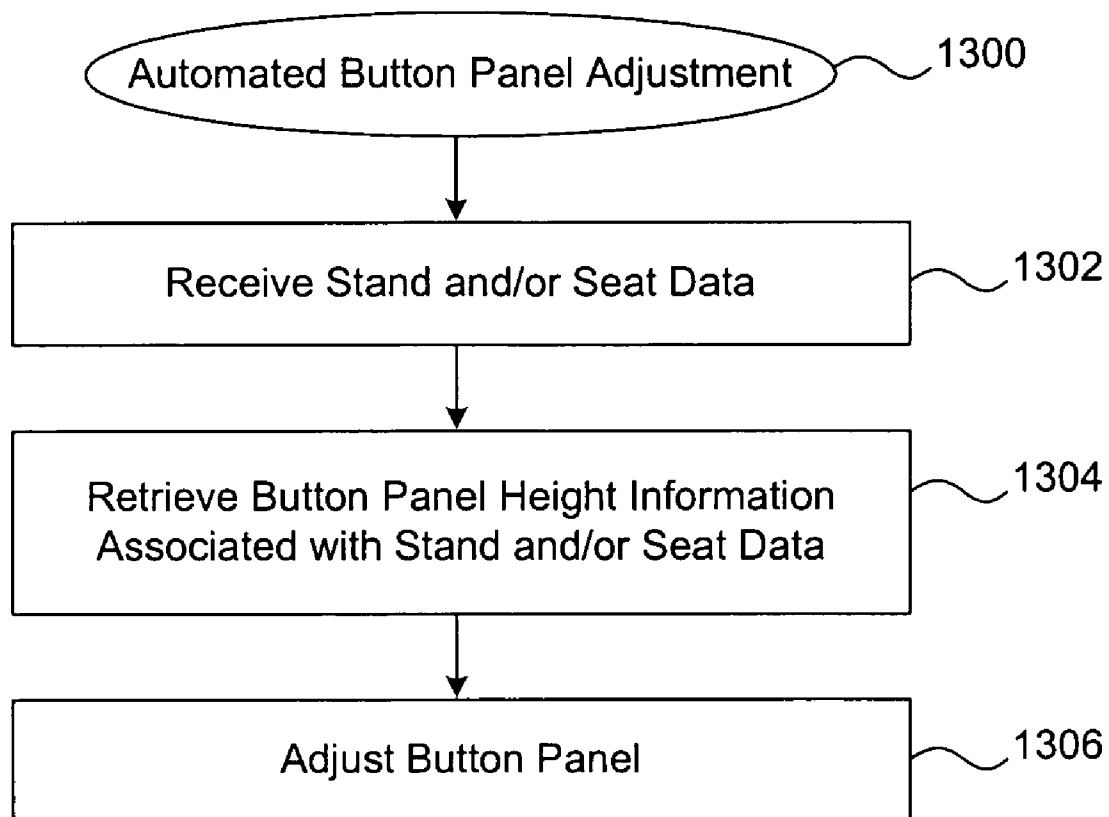 Automated Button Panel Adjustment
1300
Receive Stand and/or Seat Data
1302
Retrieve Button Panel Height Information
Associated with Stand and/or Seat Data
1304
Adjust Button Panel
1306